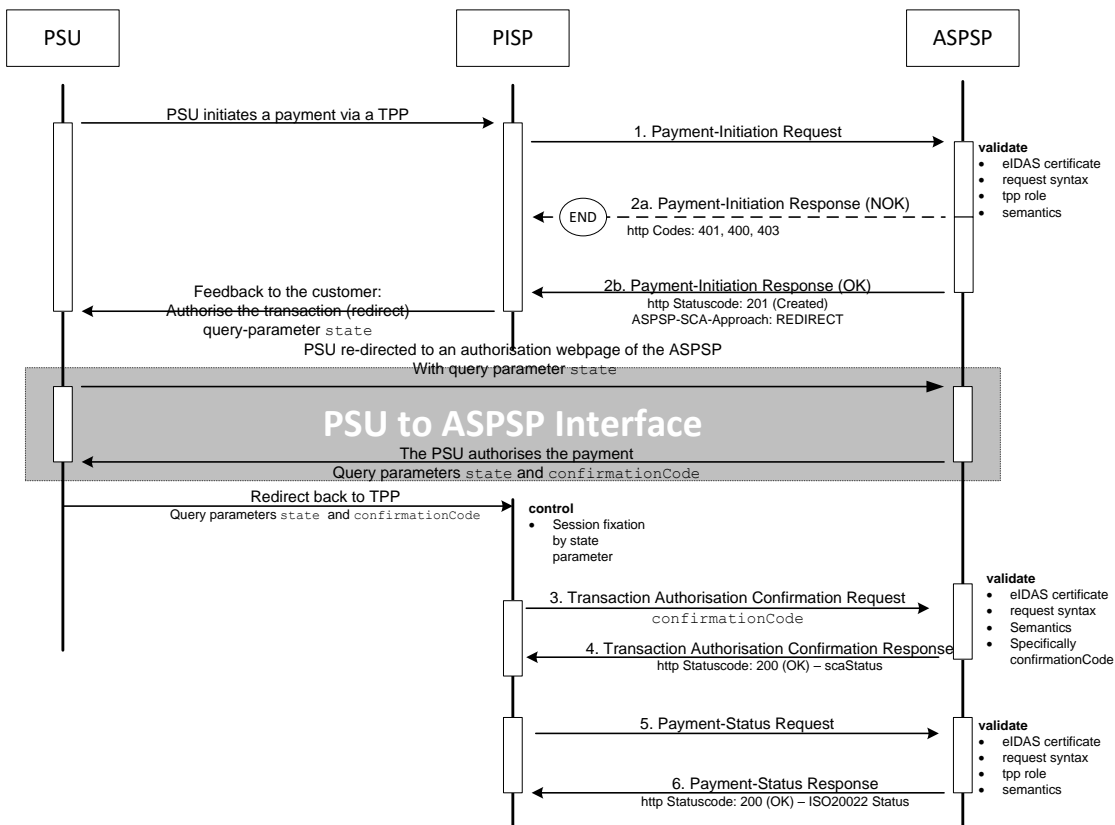 PSU
PISP
ASPSP
PSU initiates a payment via a TPP
1. Payment-Initiation Request
validate
• eIDAS certificate
• request syntax
• tpp role
• semantics
2a. Payment-Initiation Response (NOK)
END
http Codes: 401, 400, 403
2b. Payment-Initiation Response (OK)
http Statuscode: 201 (Created)
ASPSP-SCA-Approach: REDIRECT
Feedback to the customer:
Authorise the transaction (redirect)
query-parameter state
PSU re-directed to an authorisation webpage of the ASPSP
With query parameter state
PSU to ASPSP Interface
The PSU authorises the payment
Query parameters state and confirmationCode
Redirect back to TPP
Query parameters state and confirmationCode
control
• Session fixation
by state
parameter
3. Transaction Authorisation Confirmation Request
confirmationCode
validate
• eIDAS certificate
• request syntax
• Semantics
• Specifically
confirmationCode
4. Transaction Authorisation Confirmation Response
http Statuscode: 200 (OK) – scaStatus
5. Payment-Status Request
validate
• eIDAS certificate
• request syntax
• tpp role
• semantics
6. Payment-Status Response
http Statuscode: 200 (OK) – ISO20022 Status